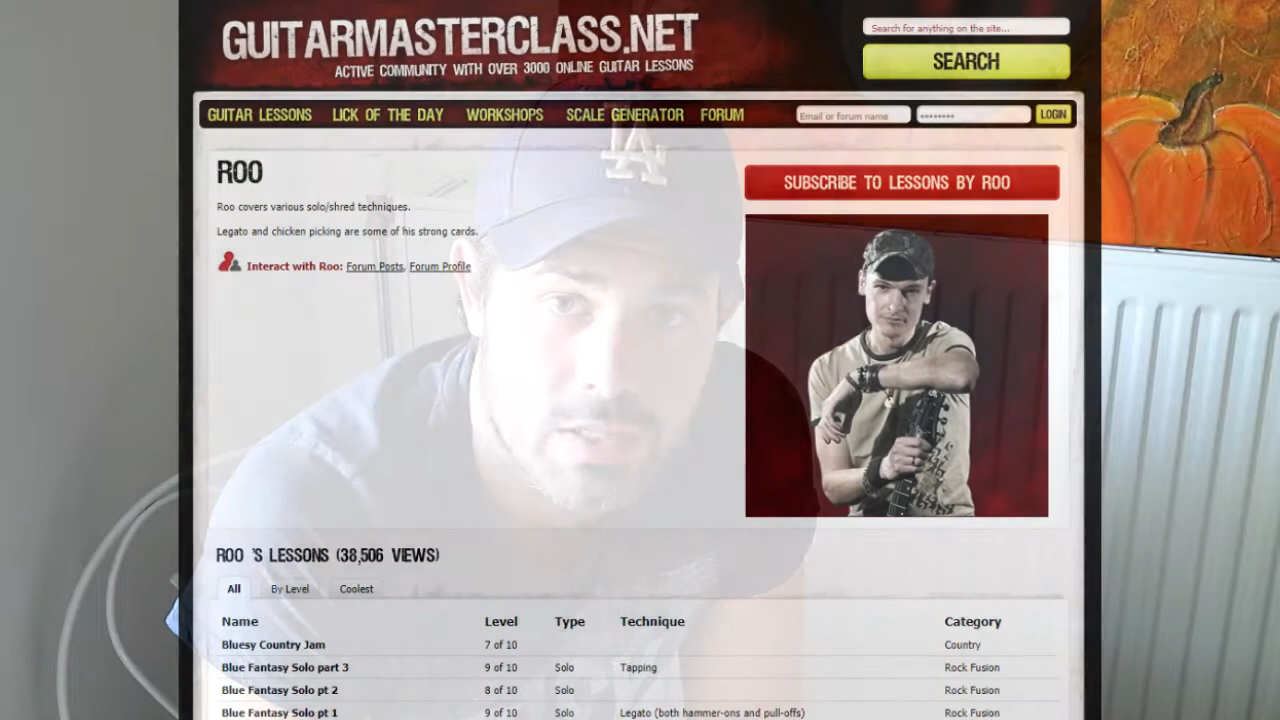 GUITARMASTERCLASS.NET
ACTIVE COMMUNITY WITH OVER 3000 ONLINE GUITAR LESSONS
Search for anything on the site...
SEARCH
GUITAR LESSONS LICK OF THE DAY WORKSHOPS SCALE GENERATOR FORUM Email or forum name •••••••• LOGIN
ROO
SUBSCRIBE TO LESSONS BY ROO
Roo covers various solo/shred techniques.
Legato and chicken picking are some of his strong cards.
Interact with Roo: Forum Posts, Forum Profile
LA
ROO 'S LESSONS (38,506 VIEWS)
All By Level Coolest
Name Level Type Technique Category
Bluesy Country Jam 7 of 10 Country
Blue Fantasy Solo part 3 9 of 10 Solo Tapping Rock Fusion
Blue Fantasy Solo pt 2 8 of 10 Solo Rock Fusion
Blue Fantasy Solo pt 1 9 of 10 Solo Legato (both hammer-ons and pull-offs) Rock Fusion